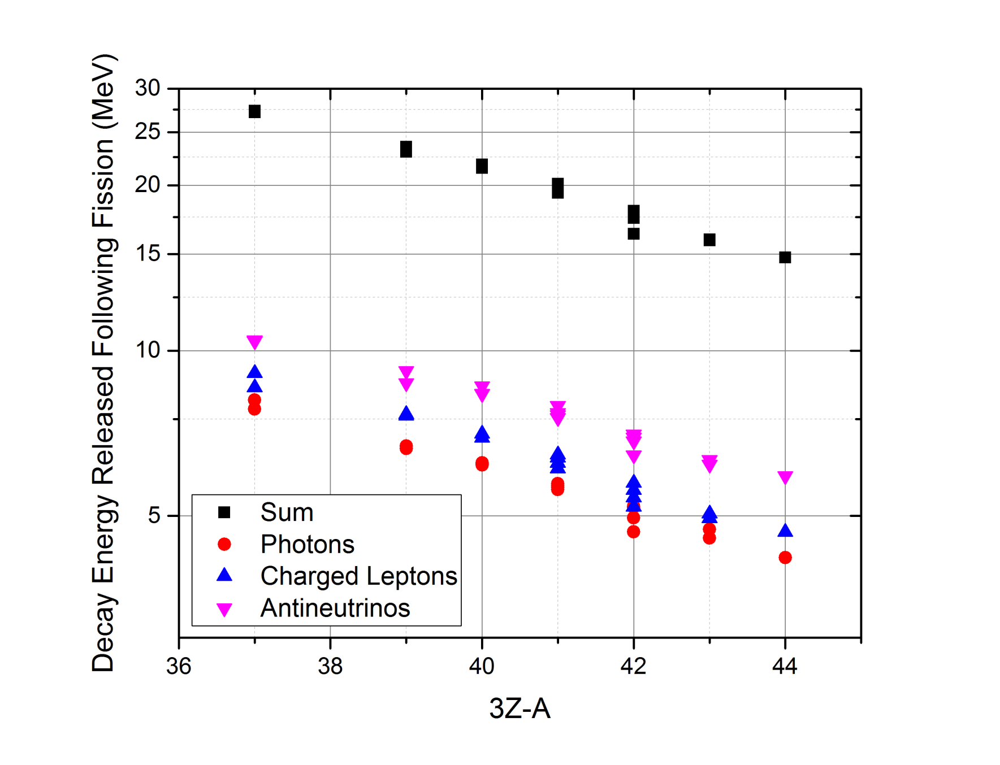 Decay Energy Released Following Fission (MeV)
30
25
20
15
10
5
Sum
Photons
Charged Leptons
Antineutrinos
36 38 40 42 44
3Z-A